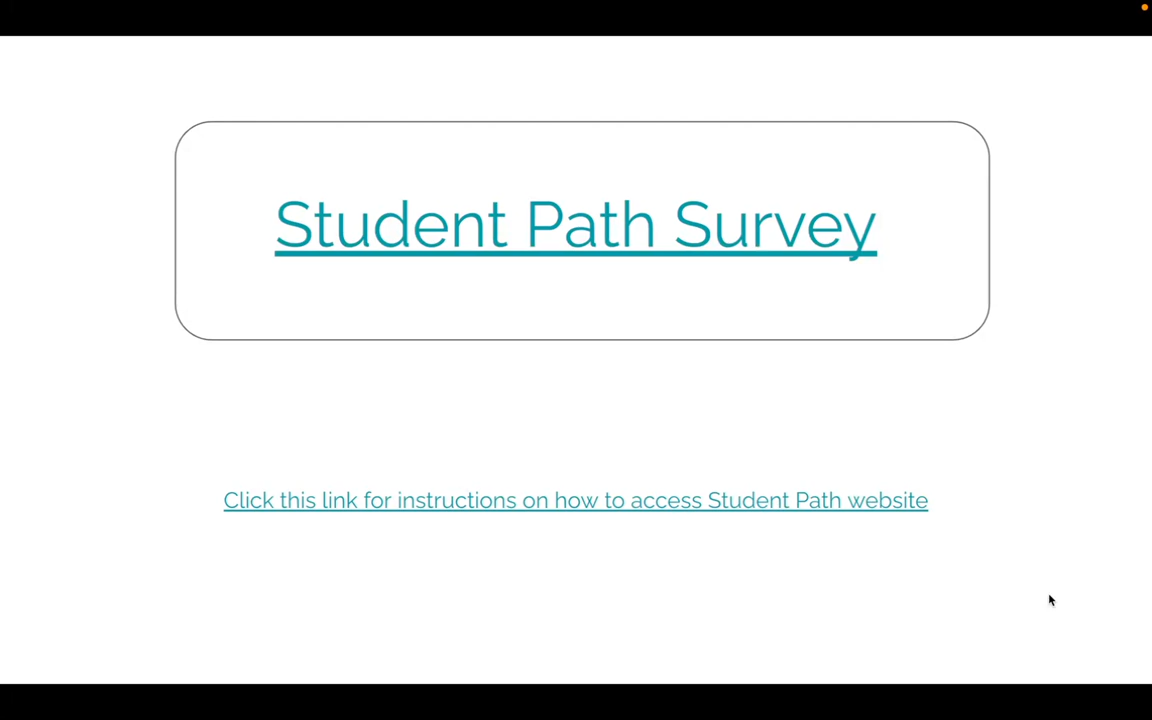 Student Path Survey
Click this link for instructions on how to access Student Path website